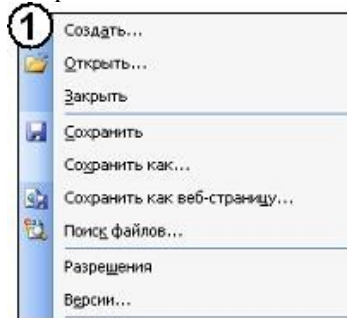 1
Создать...
Открыть...
Закрыть
Сохранить
Сохранить как...
Сохранить как веб-страницу...
Поиск файлов...
Разрешения
Версии...